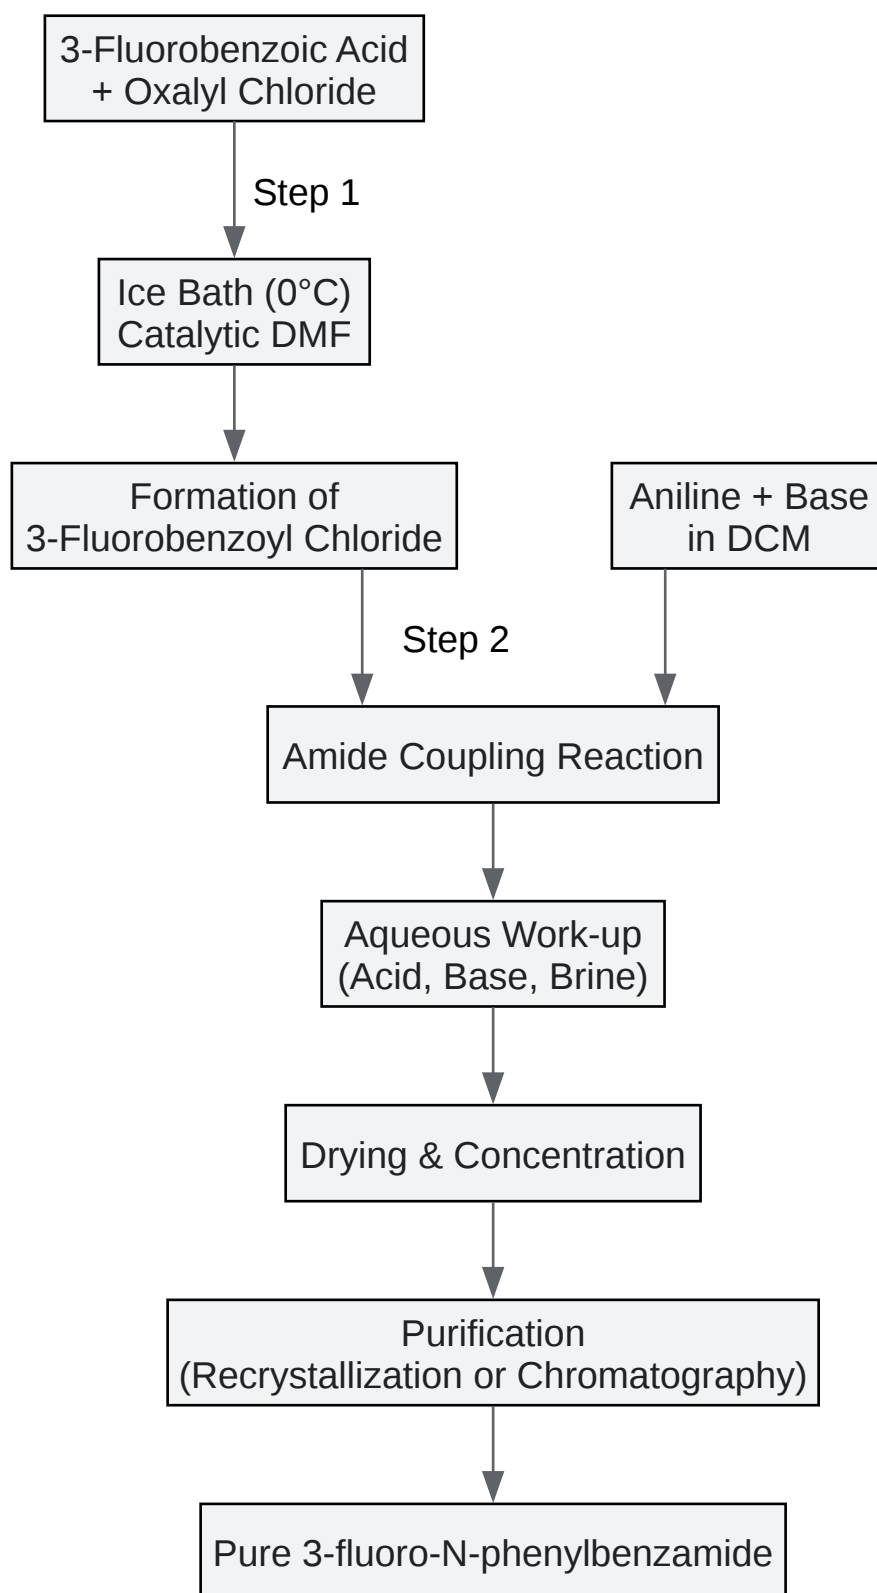 3-Fluorobenzoic Acid
+ Oxalyl Chloride
Step 1
Ice Bath (0°C)
Catalytic DMF
Formation of
3-Fluorobenzoyl Chloride
Aniline + Base
in DCM
Step 2
Amide Coupling Reaction
Aqueous Work-up
(Acid, Base, Brine)
Drying & Concentration
Purification
(Recrystallization or Chromatography)
Pure 3-fluoro-N-phenylbenzamide